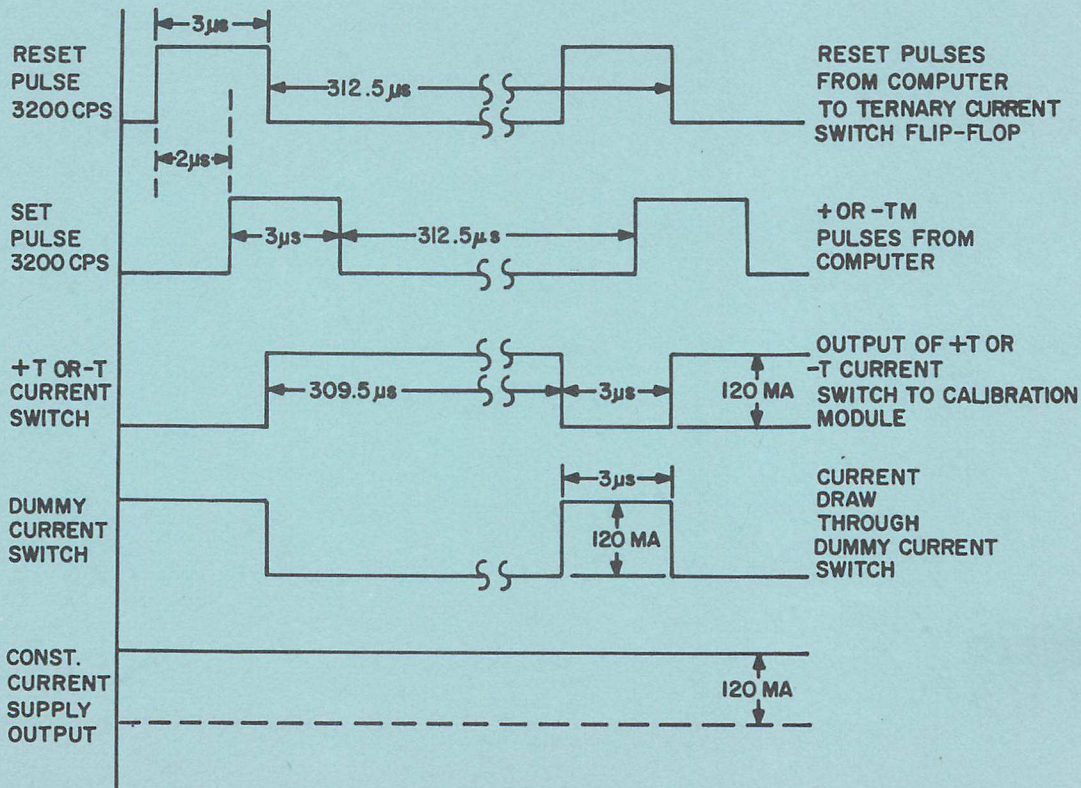 3µs
RESET
PULSE
3200 CPS
312.5µs
RESET PULSES
FROM COMPUTER
TO TERNARY CURRENT
SWITCH FLIP-FLOP
2µs
SET
PULSE
3200 CPS
3µs
312.5µs
+ OR -TM
PULSES FROM
COMPUTER
+T OR -T
CURRENT
SWITCH
309.5µs
3µs
120 MA
OUTPUT OF +T OR
-T CURRENT
SWITCH TO CALIBRATION
MODULE
DUMMY
CURRENT
SWITCH
3µs
120 MA
CURRENT
DRAW
THROUGH
DUMMY CURRENT
SWITCH
CONST.
CURRENT
SUPPLY
OUTPUT
120 MA